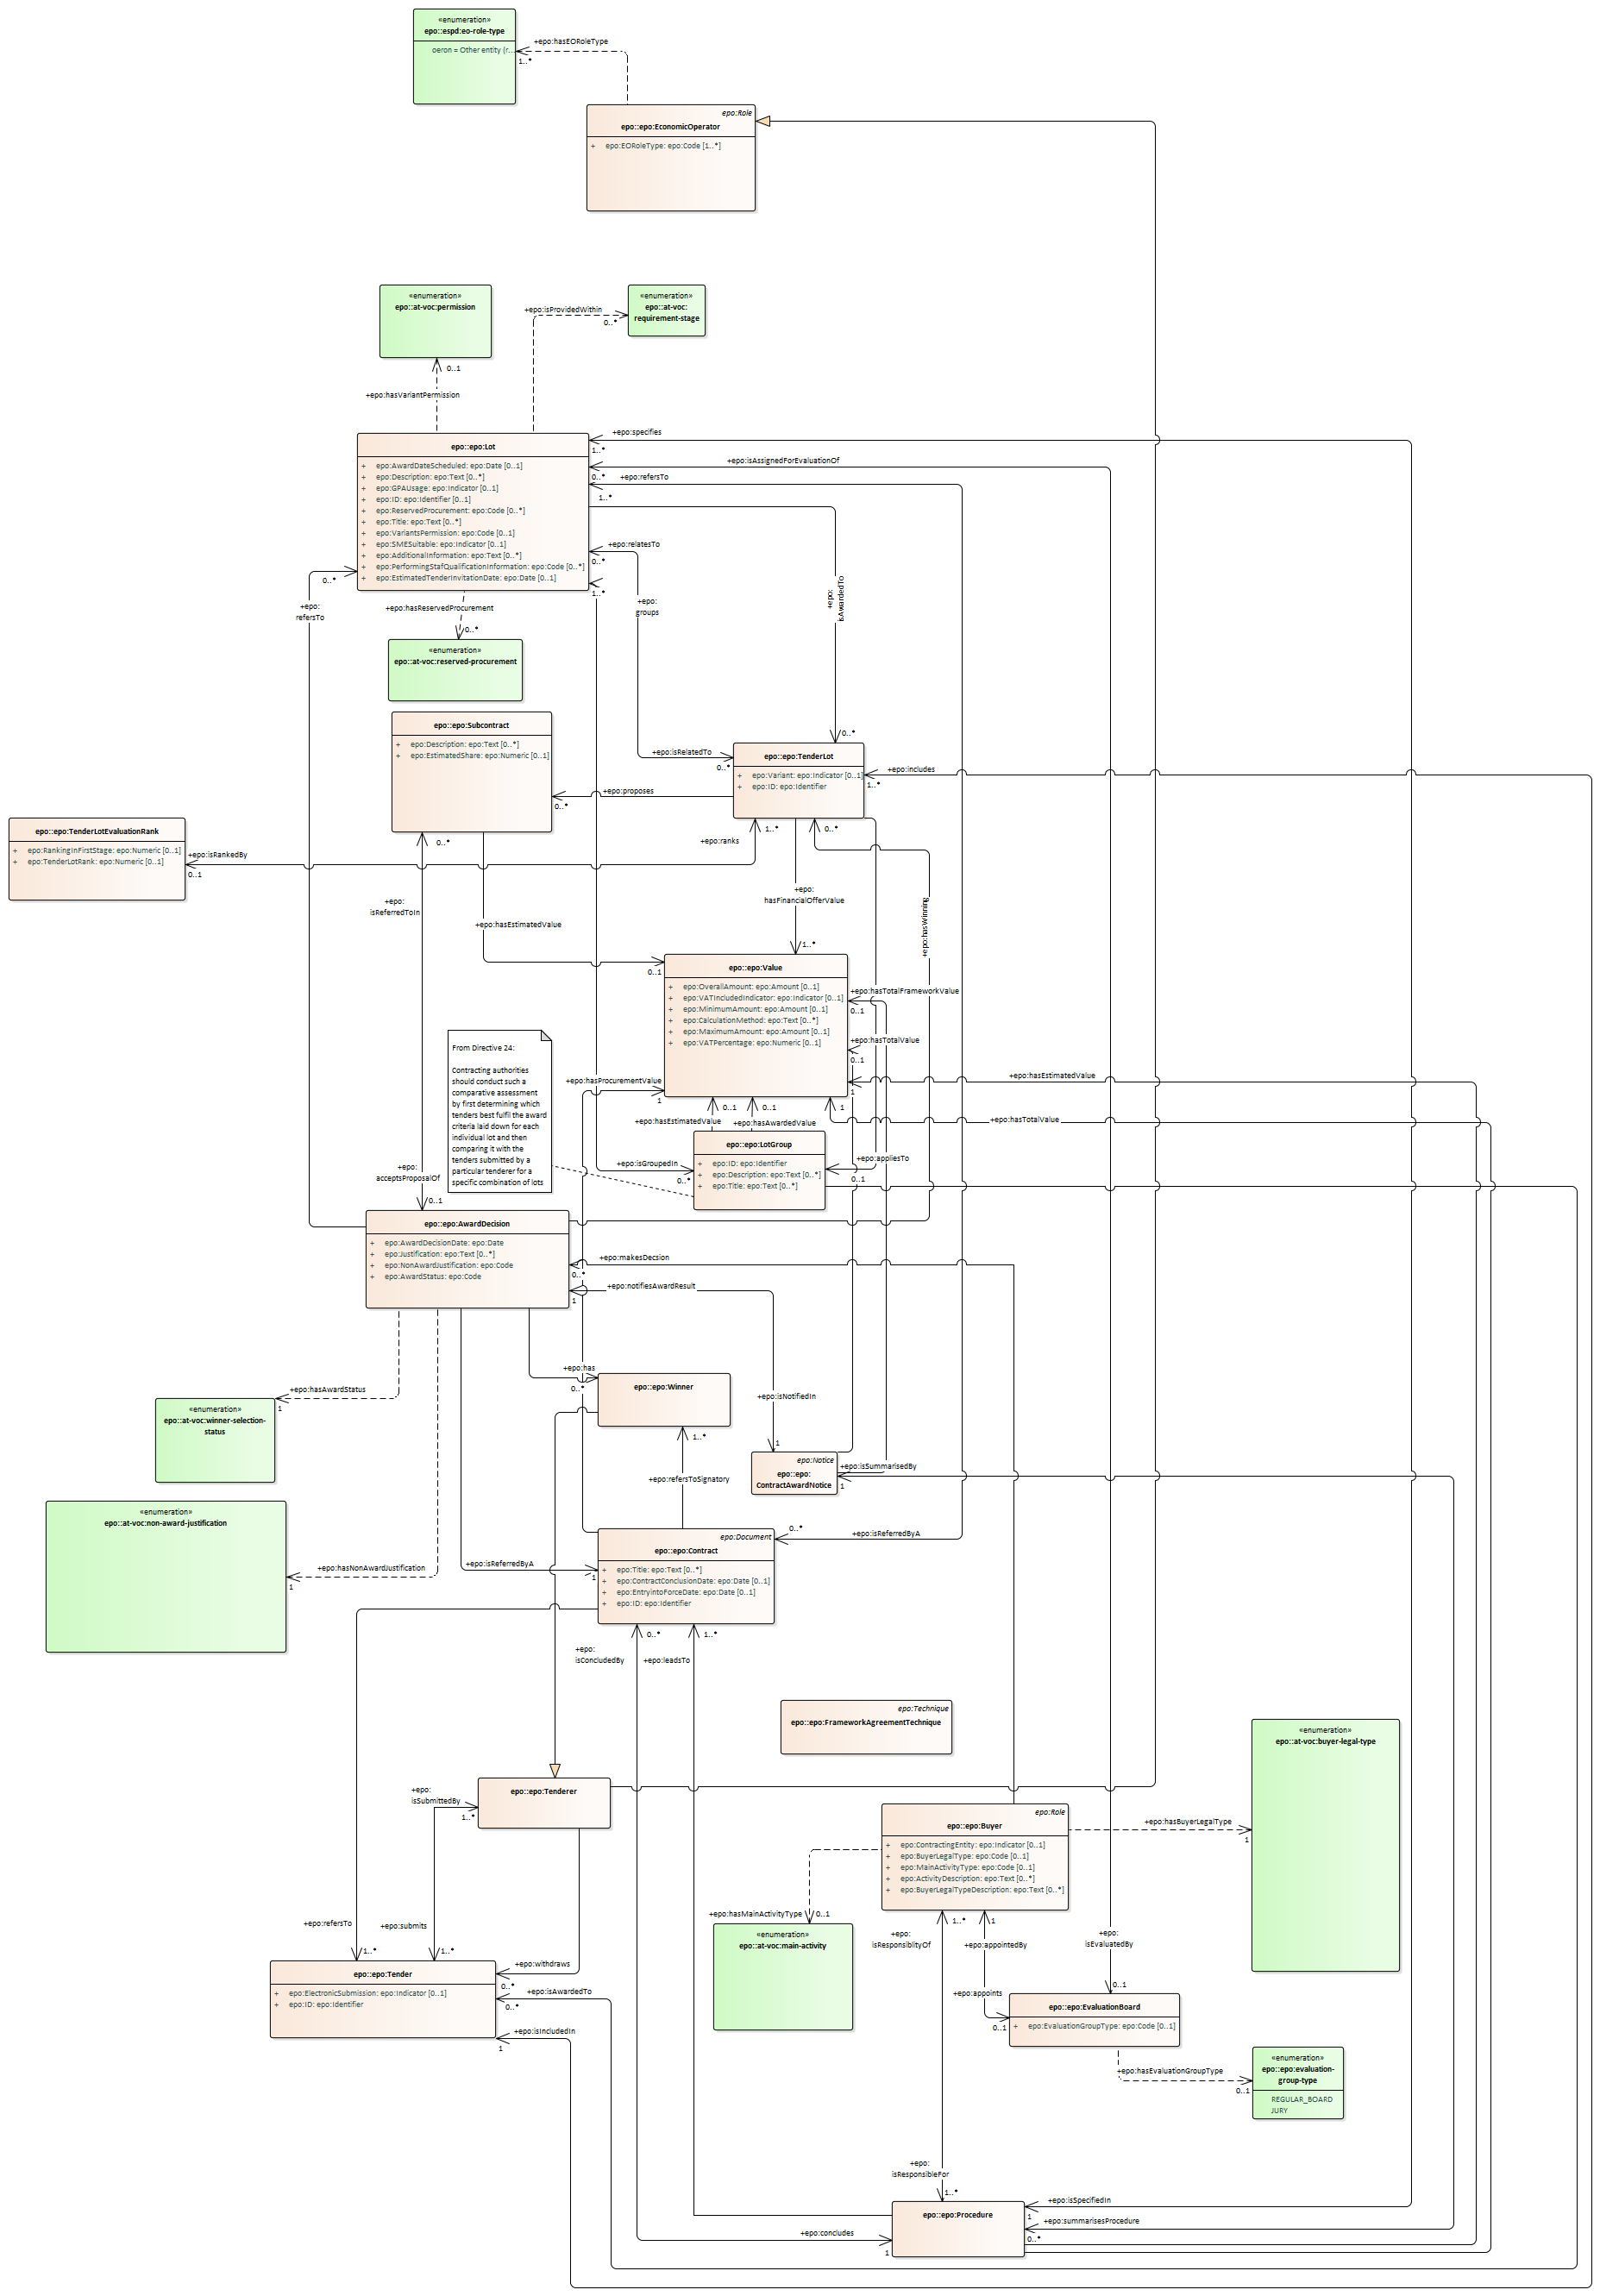 «enumeration»
epo::espd:eo-role-type
oeron = Other entity (r...
+epo:hasEORoleType
1..*
epo:Role
epo::epo:EconomicOperator
+ epo:EORoleType: epo:Code [1..*]
«enumeration»
epo::at-voc:permission
«enumeration»
epo::at-voc:
requirement-stage
+epo:isProvidedWithin
0..*
0..1
+epo:hasVariantPermission
epo::epo:Lot
+ epo:AwardDateScheduled: epo:Date [0..1]
+ epo:Description: epo:Text [0..*]
+ epo:GPAUsage: epo:Indicator [0..1]
+ epo:ID: epo:Identifier [0..1]
+ epo:ReservedProcurement: epo:Code [0..*]
+ epo:Title: epo:Text [0..*]
+ epo:VariantsPermission: epo:Code [0..1]
+ epo:SMESuitable: epo:Indicator [0..1]
+ epo:AdditionalInformation: epo:Text [0..*]
+ epo:PerformingStafQualificationInformation: epo:Code [0..*]
+ epo:EstimatedTenderInvitationDate: epo:Date [0..1]
+epo:specifies
1..*
+epo:isAssignedForEvaluationOf
0..*
+epo:refersTo
1..*
+epo:relatesTo
0..*
1..*
+epo:
groups
+epo:
isAwardedTo
0..*
+epo:
refersTo
+epo:hasReservedProcurement
0..*
«enumeration»
epo::at-voc:reserved-procurement
epo::epo:Subcontract
+ epo:Description: epo:Text [0..*]
+ epo:EstimatedShare: epo:Numeric [0..1]
0..*
+epo:isRelatedTo
0..*
epo::epo:TenderLot
+ epo:Variant: epo:Indicator [0..1]
+ epo:ID: epo:Identifier
+epo:includes
1..*
+epo:proposes
0..*
epo::epo:TenderLotEvaluationRank
+ epo:RankingInFirstStage: epo:Numeric [0..1]
+ epo:TenderLotRank: epo:Numeric [0..1]
+epo:isRankedBy
0..1
0..*
+epo:ranks
1..*
0..*
+epo:
isReferredToIn
+epo:
hasFinancialOfferValue
+epo:hasWinning
+epo:hasEstimatedValue
1..*
0..1
epo::epo:Value
+ epo:OverallAmount: epo:Amount [0..1]
+ epo:VATIncludedIndicator: epo:Indicator [0..1]
+ epo:MinimumAmount: epo:Amount [0..1]
+ epo:CalculationMethod: epo:Text [0..*]
+ epo:MaximumAmount: epo:Amount [0..1]
+ epo:VATPercentage: epo:Numeric [0..1]
+epo:hasTotalFrameworkValue
0..1
+epo:hasTotalValue
0..1
+epo:hasEstimatedValue
1
+epo:hasProcurementValue
1
From Directive 24:
Contracting authorities
should conduct such a
comparative assessment
by first determining which
tenders best fulfil the award
criteria laid down for each
individual lot and then
comparing it with the
tenders submitted by a
particular tenderer for a
specific combination of lots
0..1
0..1
1
+epo:hasEstimatedValue
+epo:hasAwardedValue
+epo:hasTotalValue
epo::epo:LotGroup
+ epo:ID: epo:Identifier
+ epo:Description: epo:Text [0..*]
+ epo:Title: epo:Text [0..*]
+epo:isGroupedIn
0..*
+epo:appliesTo
0..1
+epo:
acceptsProposalOf
0..1
epo::epo:AwardDecision
+ epo:AwardDecisionDate: epo:Date
+ epo:Justification: epo:Text [0..*]
+ epo:NonAwardJustification: epo:Code
+ epo:AwardStatus: epo:Code
+epo:makesDecsion
0..*
+epo:notifiesAwardResult
1
+epo:has
0..*
epo::epo:Winner
+epo:hasAwardStatus
1
«enumeration»
epo::at-voc:winner-selection-
status
+epo:isNotifiedIn
1
1..*
+epo:refersToSignatory
epo:Notice
epo::epo:
ContractAwardNotice
+epo:isSummarisedBy
1
«enumeration»
epo::at-voc:non-award-justification
+epo:hasNonAwardJustification
1
+epo:isReferredByA
1
epo:Document
epo::epo:Contract
+ epo:Title: epo:Text [0..*]
+ epo:ContractConclusionDate: epo:Date [0..1]
+ epo:EntryintoForceDate: epo:Date [0..1]
+ epo:ID: epo:Identifier
0..*
+epo:isReferredByA
0..*
1..*
+epo:
isConcludedBy
+epo:leadsTo
epo:Technique
epo::epo:FrameworkAgreementTechnique
«enumeration»
epo::at-voc:buyer-legal-type
epo::epo:Tenderer
+epo:
isSubmittedBy
1..*
epo:Role
epo::epo:Buyer
+ epo:ContractingEntity: epo:Indicator [0..1]
+ epo:BuyerLegalType: epo:Code [0..1]
+ epo:MainActivityType: epo:Code [0..1]
+ epo:ActivityDescription: epo:Text [0..*]
+ epo:BuyerLegalTypeDescription: epo:Text [0..*]
+epo:hasBuyerLegalType
1
+epo:hasMainActivityType
0..1
«enumeration»
epo::at-voc:main-activity
1..*
1
+epo:
isResponsiblityOf
+epo:appointedBy
+epo:
isEvaluatedBy
0..1
+epo:refersTo
+epo:submits
1..*
1..*
epo::epo:Tender
+ epo:ElectronicSubmission: epo:Indicator [0..1]
+ epo:ID: epo:Identifier
+epo:withdraws
0..*
+epo:isAwardedTo
0..*
+epo:isIncludedIn
1
+epo:appoints
0..1
epo::epo:EvaluationBoard
+ epo:EvaluationGroupType: epo:Code [0..1]
+epo:hasEvaluationGroupType
0..1
«enumeration»
epo::epo:evaluation-
group-type
REGULAR_BOARD
JURY
+epo:
isResponsibleFor
1..*
epo::epo:Procedure
+epo:isSpecifiedIn
1
+epo:summarisesProcedure
0..*
+epo:concludes
1